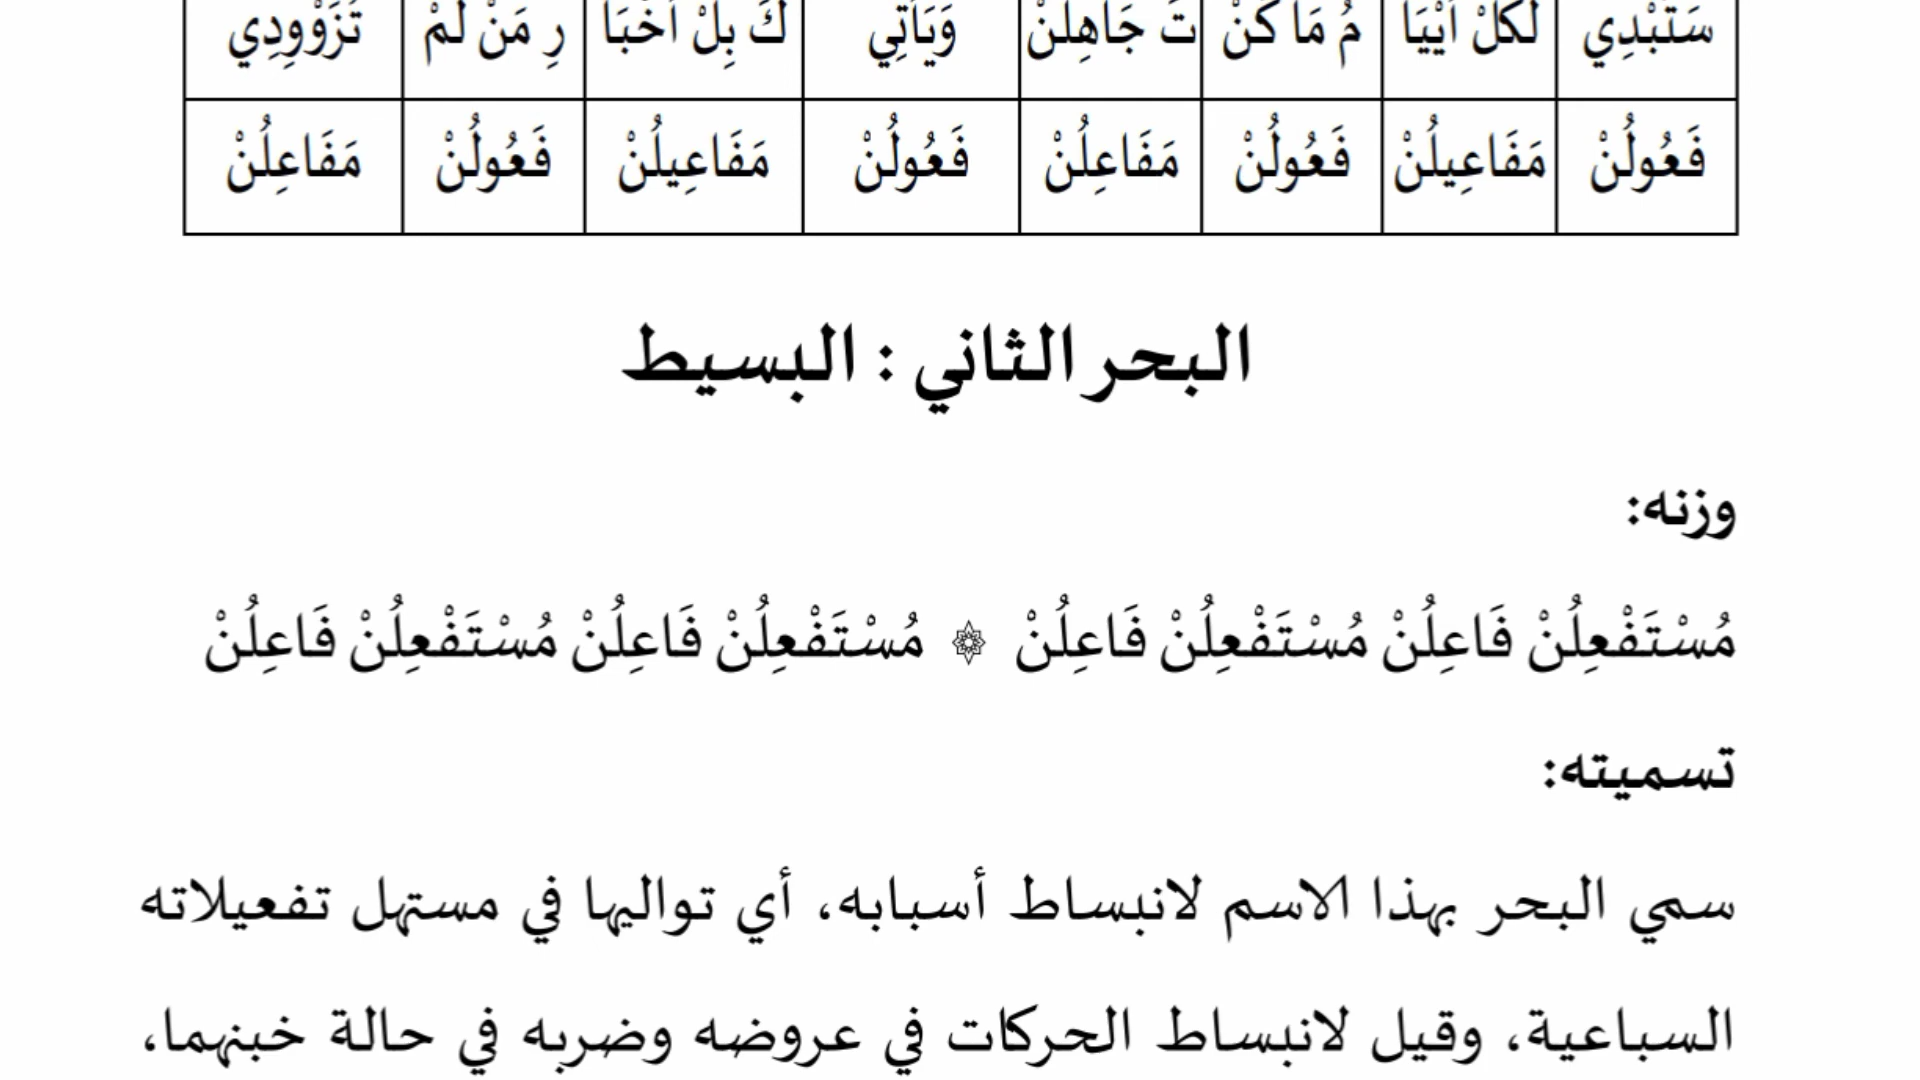 سَتُبْدِي لَكَلْ أَيْيَا مُ مَا كُنْ تَ جَاهِلَنْ وَيَأْتِي كَ بِلْ أَخْبَا رِ مَنْ لَمْ تُزَوْوِدِي
فَعُولُنْ مَفَاعِيلُنْ فَعُولُنْ مَفَاعِلُنْ فَعُولُنْ مَفَاعِيلُنْ فَعُولُنْ مَفَاعِلُنْ
البحر الثاني : البسيط
وزنه:
مُسْتَفْعِلُنْ فَاعِلُنْ مُسْتَفْعِلُنْ فَاعِلُنْ ۞ مُسْتَفْعِلُنْ فَاعِلُنْ مُسْتَفْعِلُنْ فَاعِلُنْ
تسميته:
سمي البحر بهذا الاسم لانبساط أسبابه، أي تواليها في مستهل تفعيلاته
السباعية، وقيل لانبساط الحركات في عروضه وضربه في حالة خبنهما،